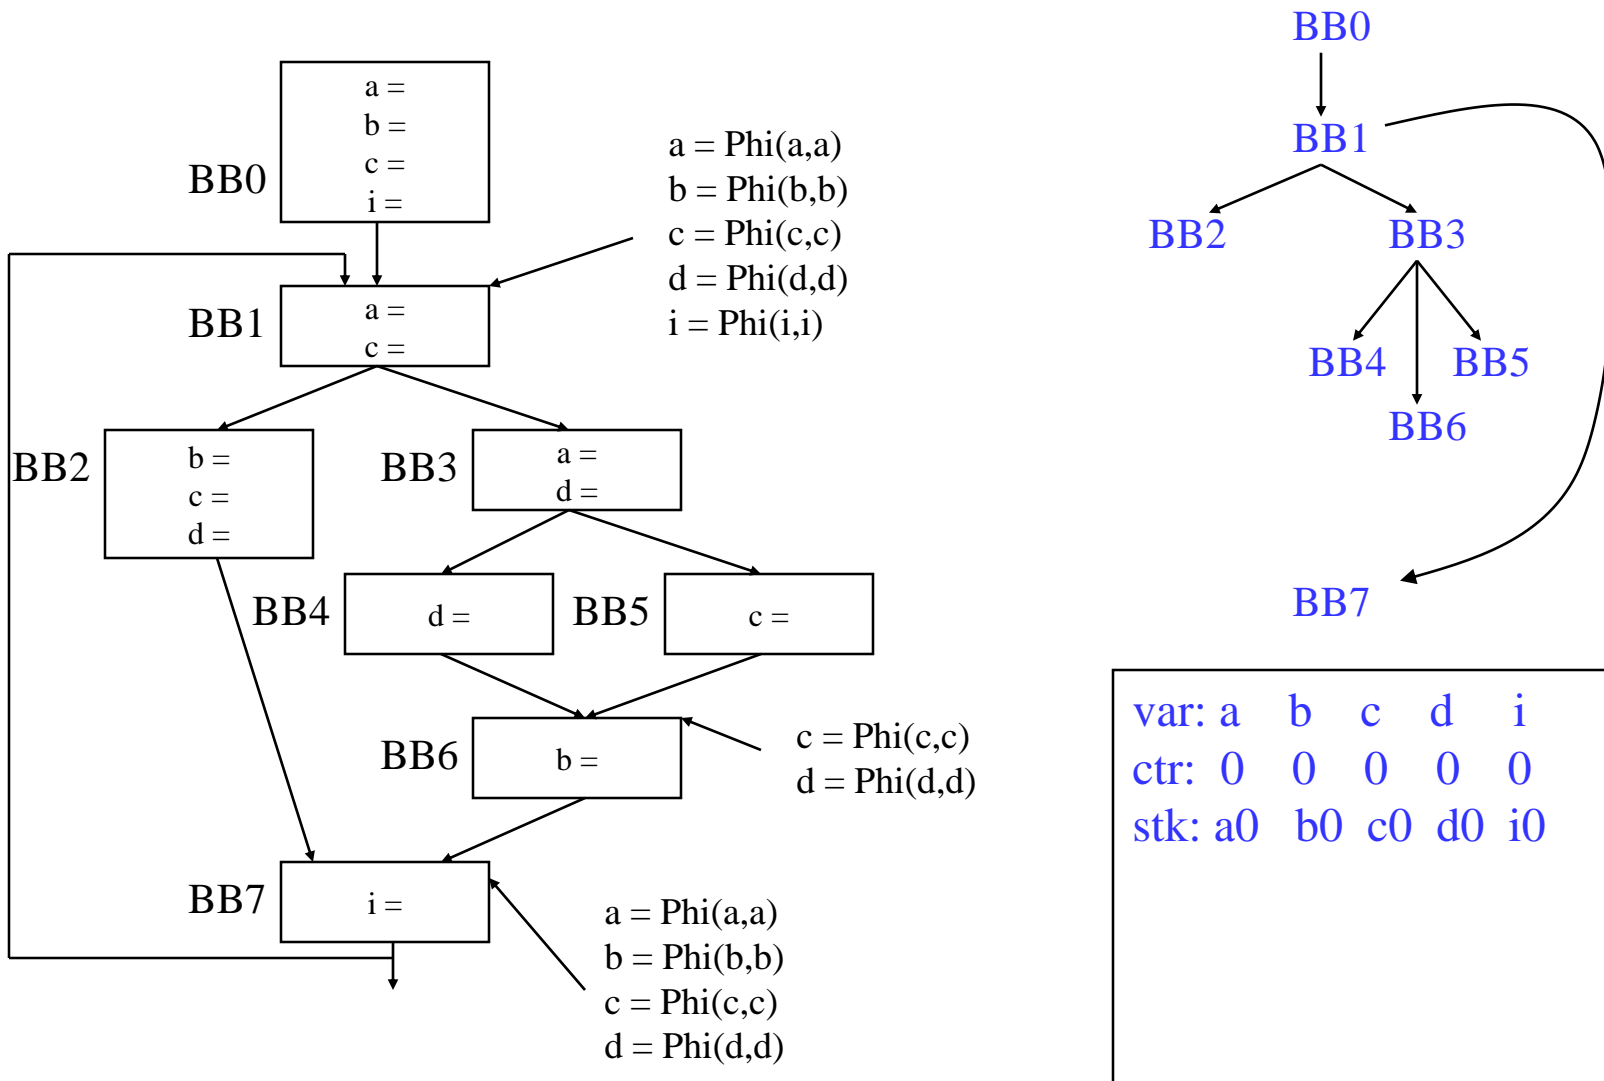 BB0
a =
b =
c =
i =
a = Phi(a,a)
b = Phi(b,b)
c = Phi(c,c)
d = Phi(d,d)
i = Phi(i,i)
BB1
a =
c =
BB2
b =
c =
d =
BB3
a =
d =
BB4
d =
BB5
c =
BB6
b =
c = Phi(c,c)
d = Phi(d,d)
BB7
i =
a = Phi(a,a)
b = Phi(b,b)
c = Phi(c,c)
d = Phi(d,d)
BB0
BB1
BB2 BB3
BB4 BB5
BB6
BB7
var: a b c d i
ctr: 0 0 0 0 0
stk: a0 b0 c0 d0 i0